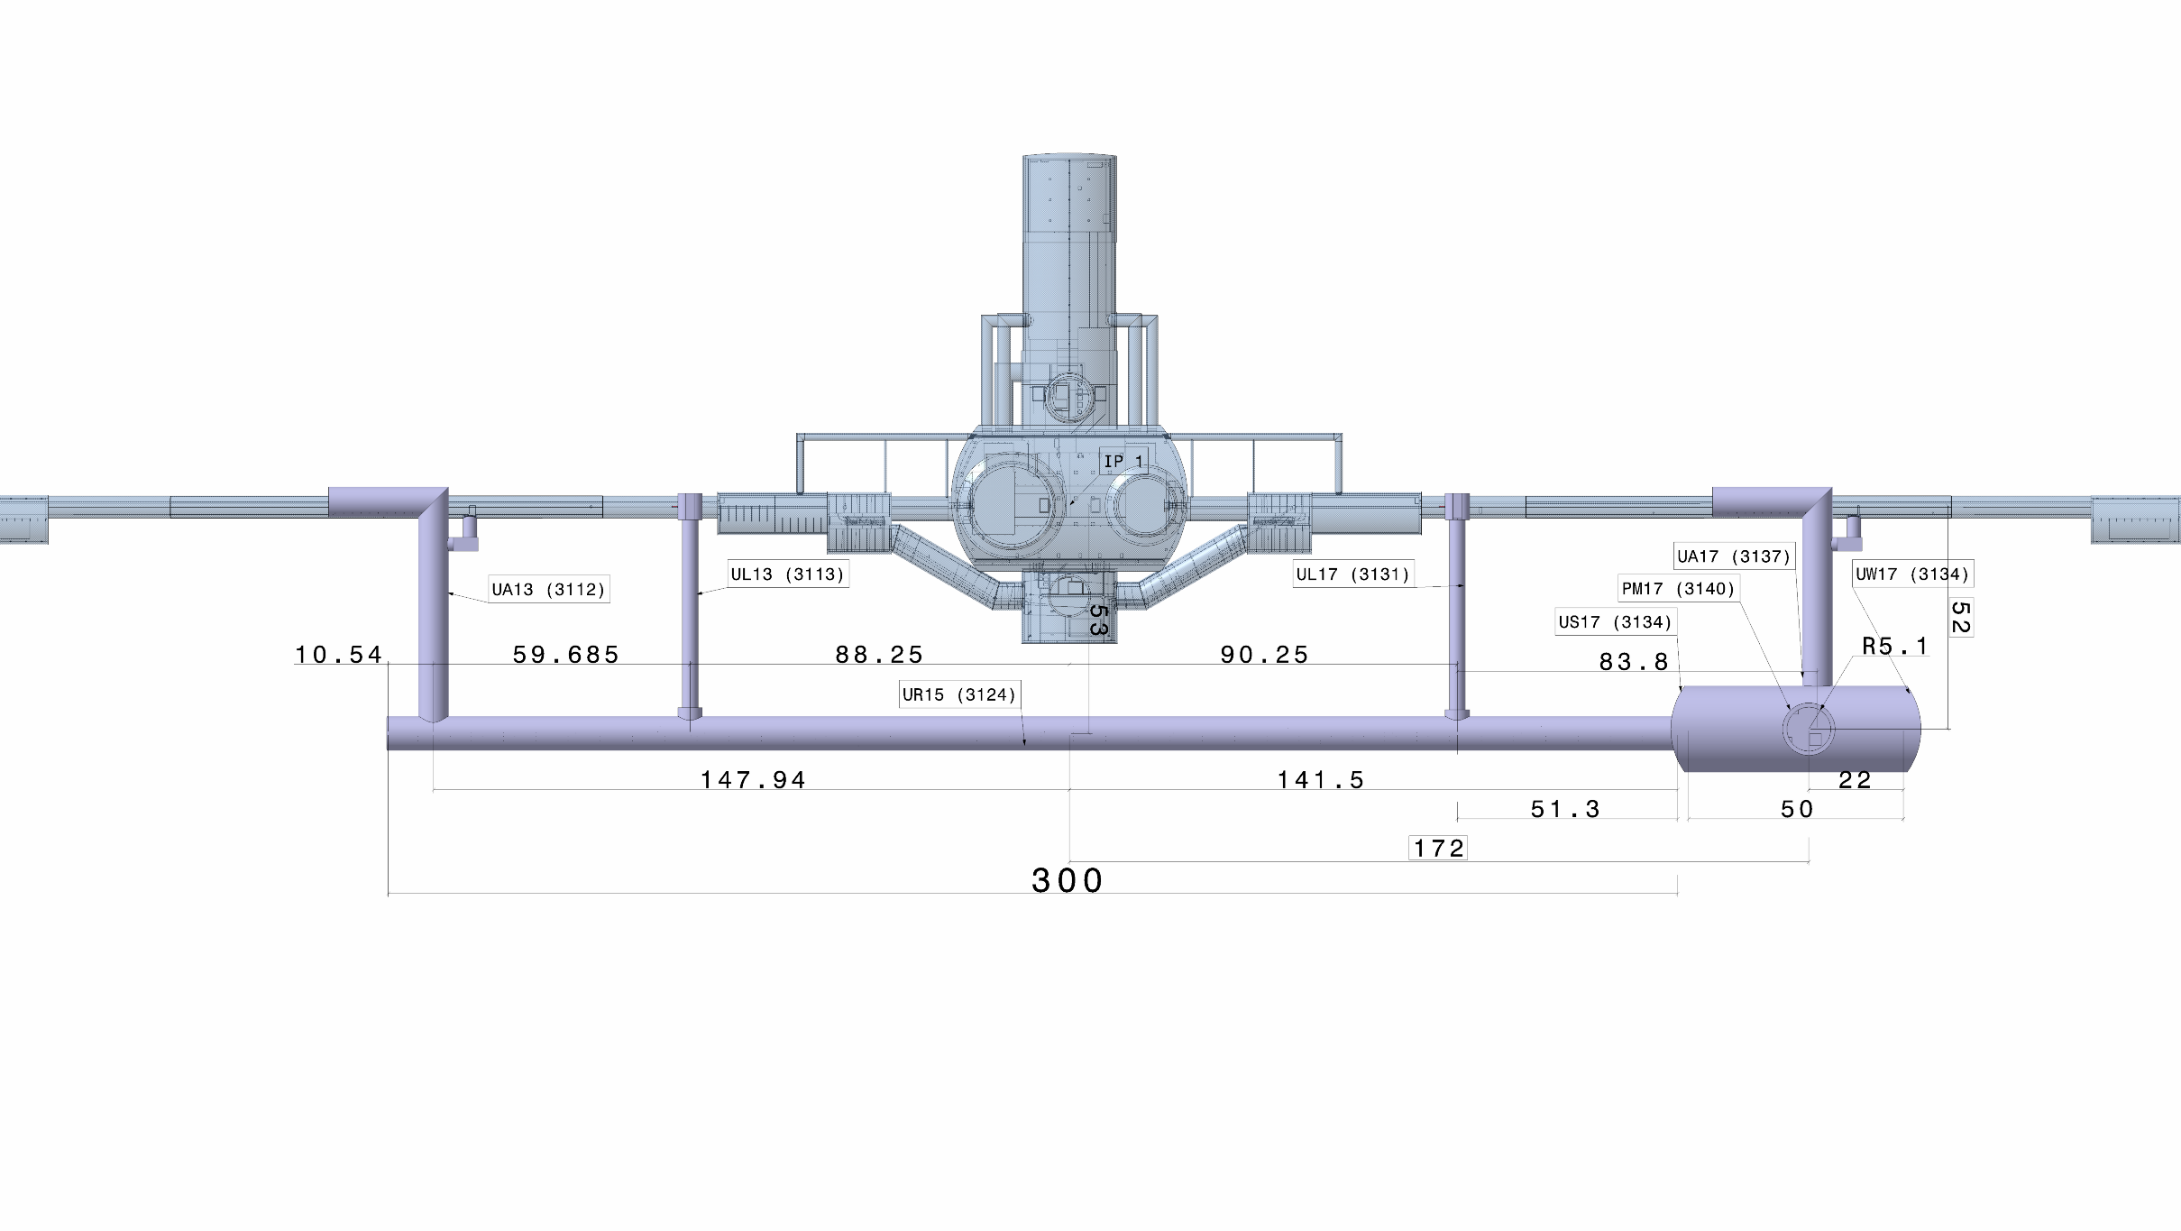 IP 1
UA17 (3137)
UL13 (3113)
UL17 (3131)
UW17 (3134)
UA13 (3112)
PM17 (3140)
53
52
US17 (3134)
R5.1
10.54
59.685
88.25
90.25
83.8
UR15 (3124)
147.94
141.5
22
51.3
50
172
300